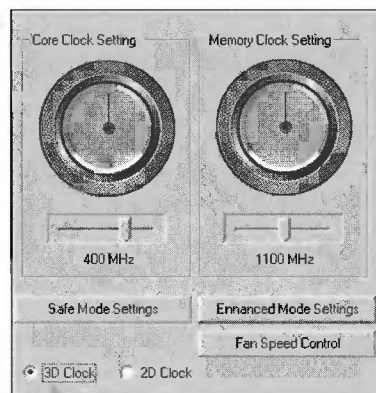 Core Clock Setting
Memory Clock Setting
400 MHz
1100 MHz
Safe Mode Settings
Enhanced Mode Settings
Fan Speed Control
3D Clock
2D Clock